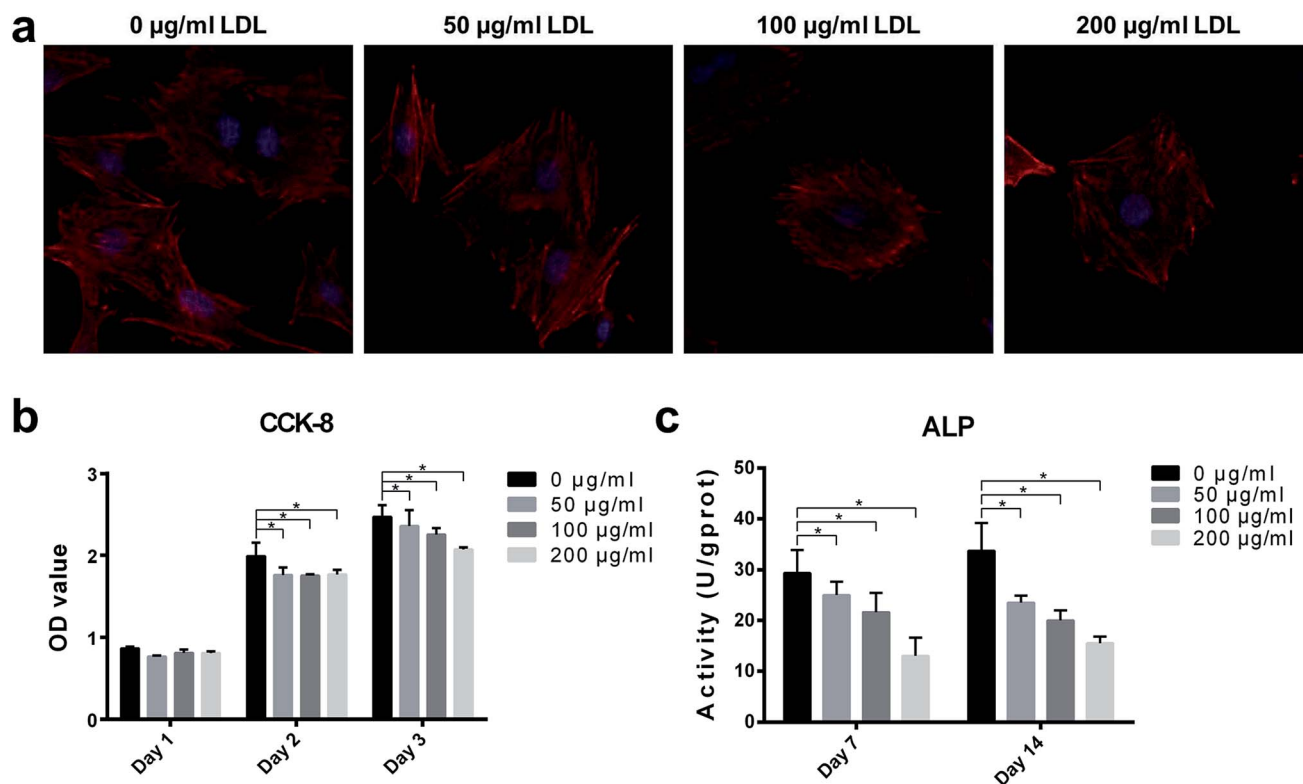 a
0 µg/ml LDL
50 µg/ml LDL
100 µg/ml LDL
200 µg/ml LDL
b
CCK-8
OD value
3
2
1
0
* * *
* * *
Day 1
Day 2
Day 3
0 µg/ml
50 µg/ml
100 µg/ml
200 µg/ml
c
ALP
Activity (U/gprot)
50
40
30
20
10
0
* * *
* * *
Day 7
Day 14
0 µg/ml
50 µg/ml
100 µg/ml
200 µg/ml